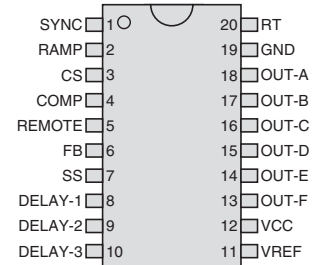 SYNC 1 20 RT
RAMP 2 19 GND
CS 3 18 OUT-A
COMP 4 17 OUT-B
REMOTE 5 16 OUT-C
FB 6 15 OUT-D
SS 7 14 OUT-E
DELAY-1 8 13 OUT-F
DELAY-2 9 12 VCC
DELAY-3 10 11 VREF